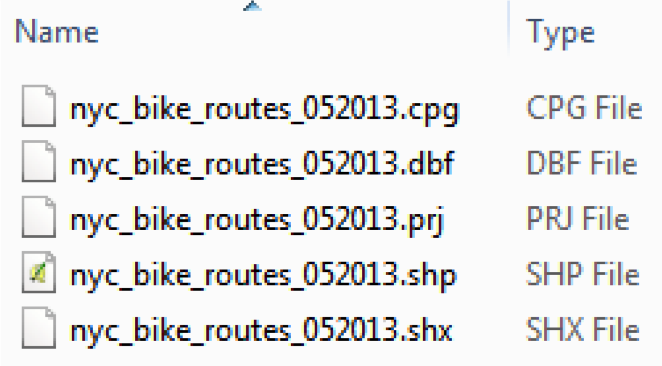 Name Type
nyc_bike_routes_052013.cpg CPG File
nyc_bike_routes_052013.dbf DBF File
nyc_bike_routes_052013.prj PRJ File
nyc_bike_routes_052013.shp SHP File
nyc_bike_routes_052013.shx SHX File